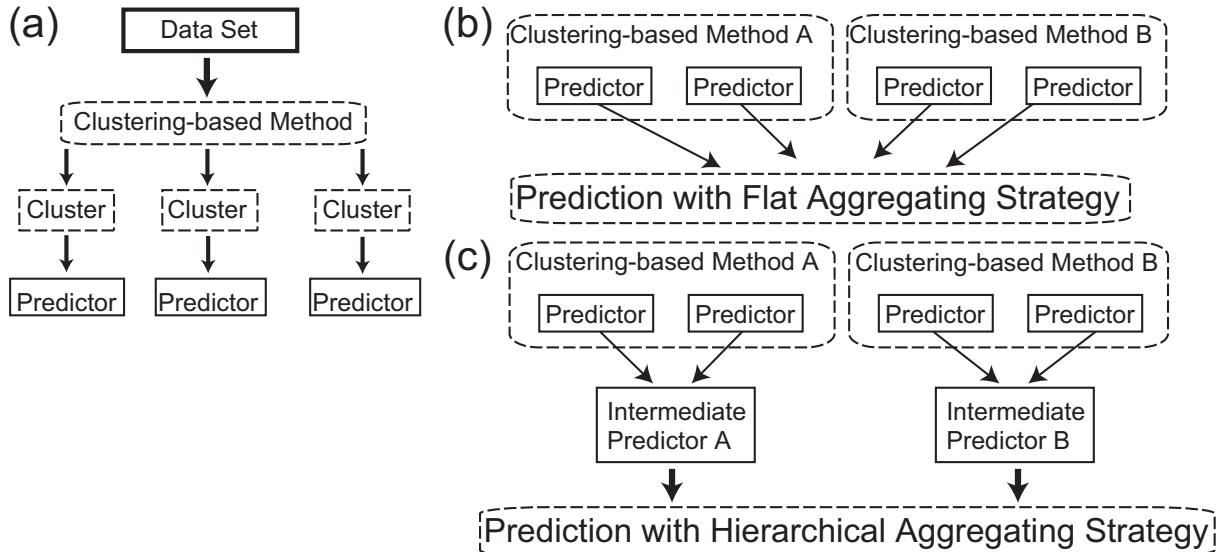 (a)
Data Set
Clustering-based Method
Cluster
Cluster
Cluster
Predictor
Predictor
Predictor
(b)
Clustering-based Method A
Clustering-based Method B
Predictor
Predictor
Predictor
Predictor
Prediction with Flat Aggregating Strategy
(c)
Clustering-based Method A
Clustering-based Method B
Predictor
Predictor
Predictor
Predictor
Intermediate
Predictor A
Intermediate
Predictor B
Prediction with Hierarchical Aggregating Strategy